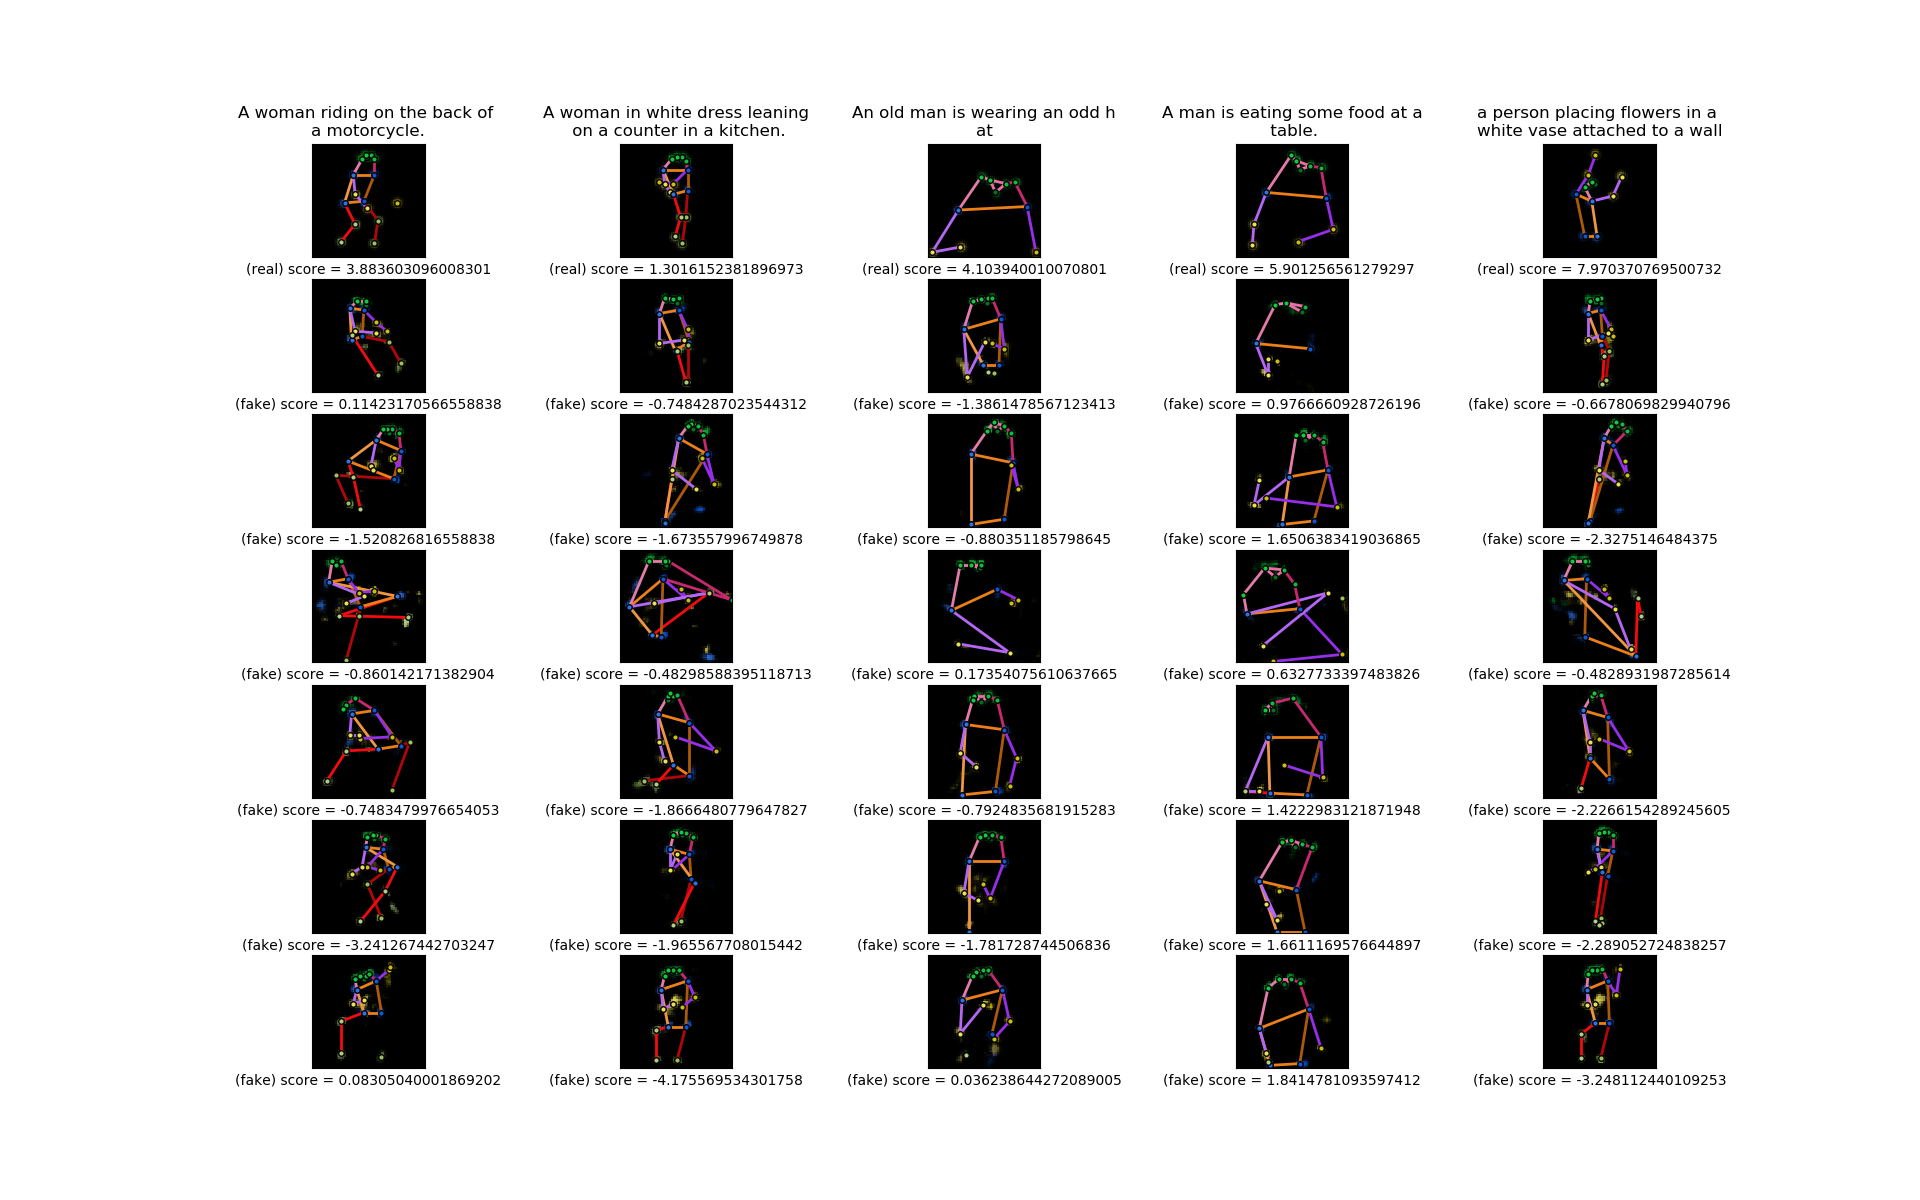 A woman riding on the back of
a motorcycle.
A woman in white dress leaning
on a counter in a kitchen.
An old man is wearing an odd h
at
A man is eating some food at a
table.
a person placing flowers in a
white vase attached to a wall
(real) score = 3.883603096008301
(real) score = 1.3016152381896973
(real) score = 4.103940010070801
(real) score = 5.901256561279297
(real) score = 7.970370769500732
(fake) score = 0.11423170566558838
(fake) score = -0.7484287023544312
(fake) score = -1.3861478567123413
(fake) score = 0.9766660928726196
(fake) score = -0.6678069829940796
(fake) score = -1.520826816558838
(fake) score = -1.673557996749878
(fake) score = -0.880351185798645
(fake) score = 1.6506383419036865
(fake) score = -2.3275146484375
(fake) score = -0.860142171382904
(fake) score = -0.48298588395118713
(fake) score = 0.17354075610637665
(fake) score = 0.6327733397483826
(fake) score = -0.4828931987285614
(fake) score = -0.7483479976654053
(fake) score = -1.8666480779647827
(fake) score = -0.7924835681915283
(fake) score = 1.4222983121871948
(fake) score = -2.2266154289245605
(fake) score = -3.241267442703247
(fake) score = -1.965567708015442
(fake) score = -1.781728744506836
(fake) score = 1.6611169576644897
(fake) score = -2.289052724838257
(fake) score = 0.08305040001869202
(fake) score = -4.175569534301758
(fake) score = 0.036238644272089005
(fake) score = 1.8414781093597412
(fake) score = -3.248112440109253